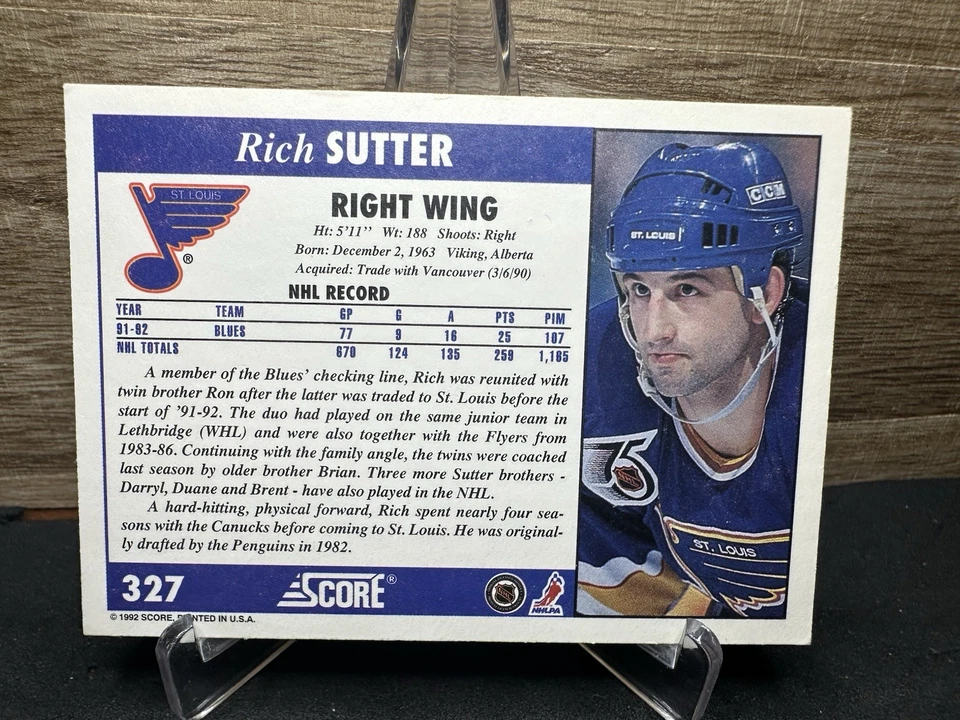 Rich SUTTER
ST. LOUIS
®
RIGHT WING
Ht: 5'11'' Wt: 188 Shoots: Right
Born: December 2, 1963 Viking, Alberta
Acquired: Trade with Vancouver (3/6/90)
NHL RECORD
YEAR TEAM GP G A PTS PIM
91-92 BLUES 77 9 16 25 107
NHL TOTALS 670 124 135 259 1,165
A member of the Blues' checking line, Rich was reunited with
twin brother Ron after the latter was traded to St. Louis before the
start of '91-92. The duo had played on the same junior team in
Lethbridge (WHL) and were also together with the Flyers from
1983-86. Continuing with the family angle, the twins were coached
last season by older brother Brian. Three more Sutter brothers -
Darryl, Duane and Brent - have also played in the NHL.
A hard-hitting, physical forward, Rich spent nearly four sea-
sons with the Canucks before coming to St. Louis. He was original-
ly drafted by the Penguins in 1982.
327
SCORE®
NHL
NHLPA
© 1992 SCORE, PRINTED IN U.S.A.
CCM
ST. LOUIS
75
NHL
ST. LOUIS